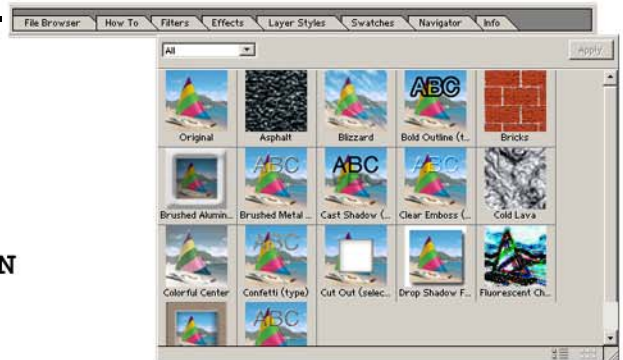 File Browser How To Filters Effects Layer Styles Swatches Navigator Info
All Apply
ABC
Original Asphalt Blizzard Bold Outline (t... Bricks
ABC ABC ABC
Brushed Alumin... Brushed Metal ... Cast Shadow (... Clear Emboss (... Cold Lava
N
ABC
Colorful Center Confetti (type) Cut Out (selec... Drop Shadow F... Fluorescent Ch...
ABC